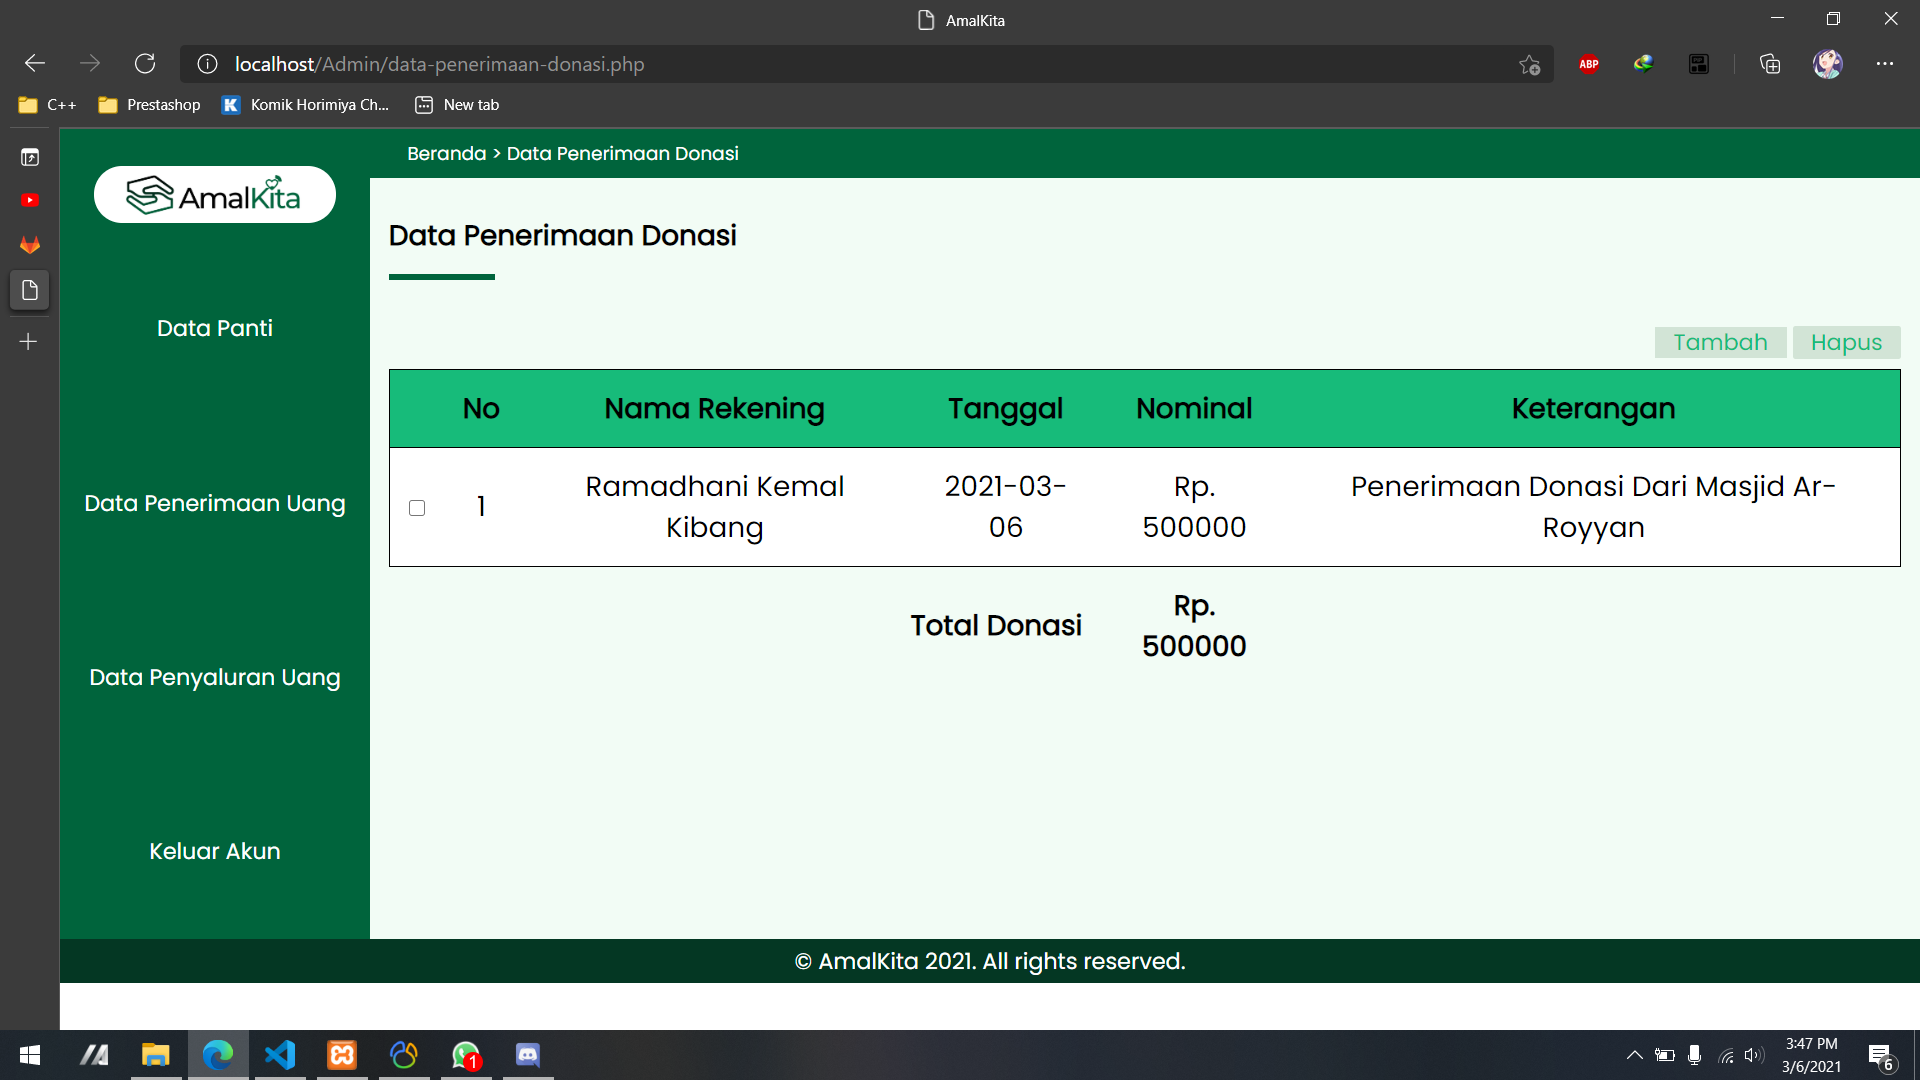 AmalKita
localhost/Admin/data-penerimaan-donasi.php
ABP
C++
Prestashop
K
Komik Horimiya Ch...
New tab
Beranda > Data Penerimaan Donasi
AmalKita
Data Penerimaan Donasi
Data Panti
Data Penerimaan Uang
Data Penyaluran Uang
Keluar Akun
Tambah
Hapus
No
Nama Rekening
Tanggal
Nominal
Keterangan
1
Ramadhani Kemal
Kibang
2021-03-
06
Rp.
500000
Penerimaan Donasi Dari Masjid Ar-
Royyan
Total Donasi
Rp.
500000
© AmalKita 2021. All rights reserved.
1
3:47 PM
3/6/2021
6